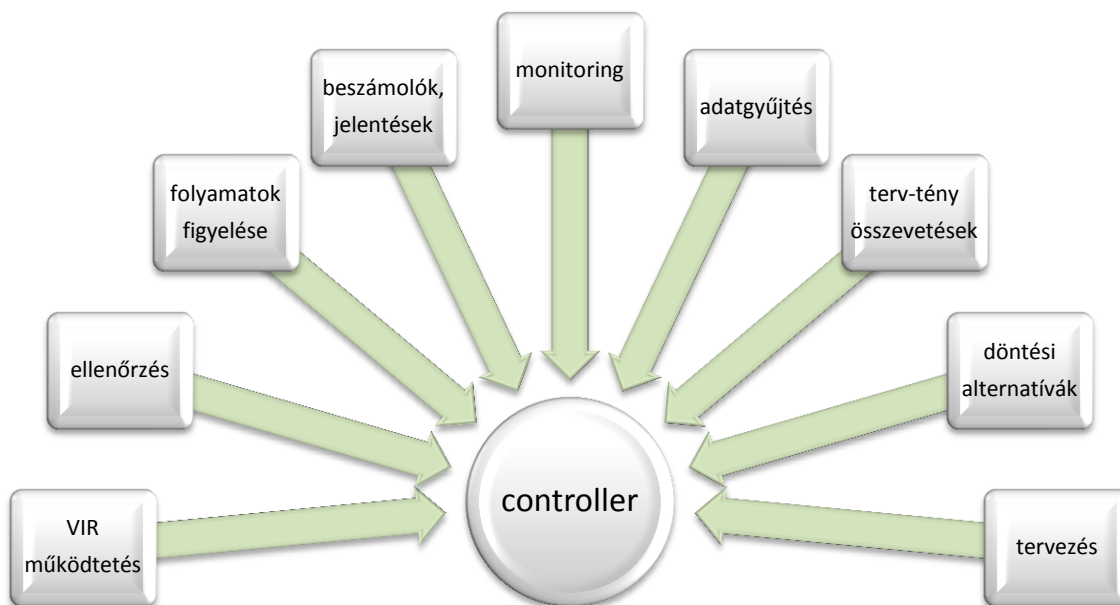 monitoring
beszámolók,
jelentések
adatgyűjtés
folyamatok
figyelése
terv-tény
összevetések
ellenőrzés
döntési
alternatívák
controller
VIR
működtetés
tervezés